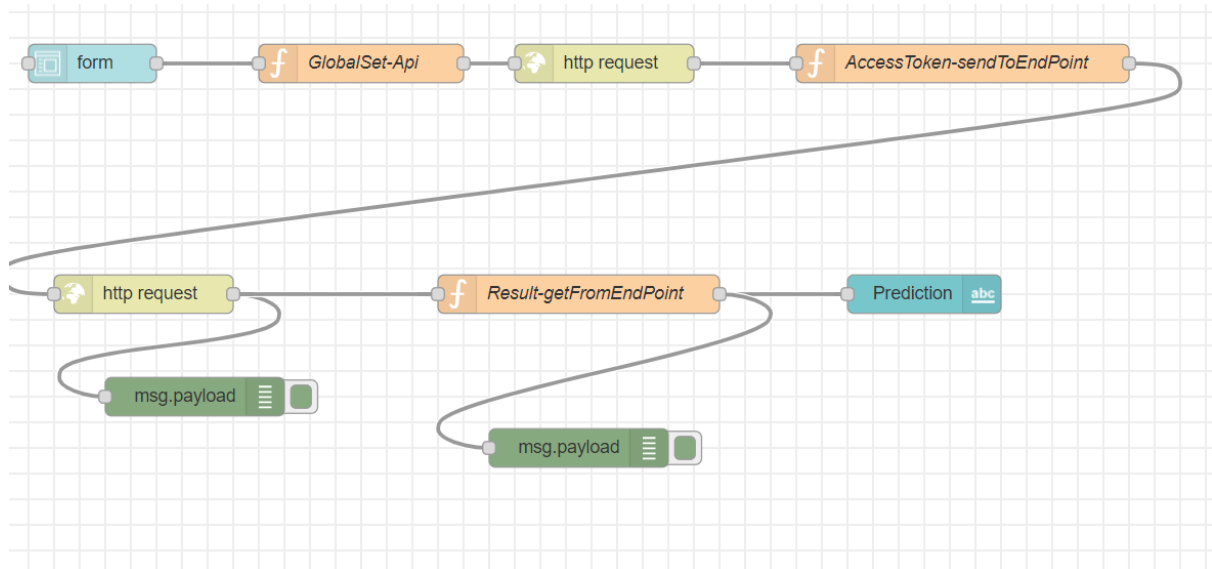 form
GlobalSet-Api
http request
AccessToken-sendToEndPoint
http request
Result-getFromEndPoint
Prediction
abc
msg.payload
msg.payload